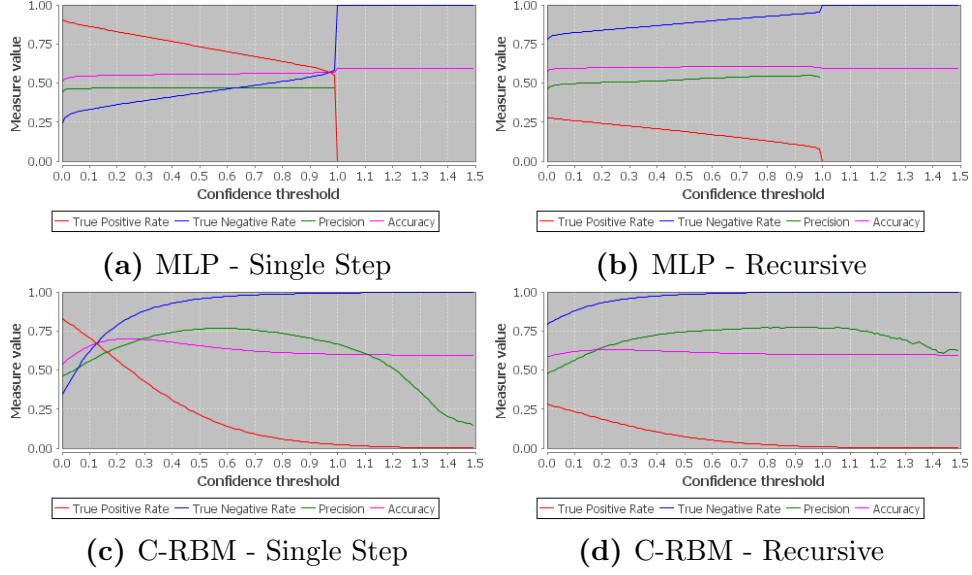 Measure value
1.00
0.75
0.50
0.25
0.00
0.0 0.1 0.2 0.3 0.4 0.5 0.6 0.7 0.8 0.9 1.0 1.1 1.2 1.3 1.4 1.5
Confidence threshold
True Positive Rate True Negative Rate Precision Accuracy
(a) MLP - Single Step
Measure value
1.00
0.75
0.50
0.25
0.00
0.0 0.1 0.2 0.3 0.4 0.5 0.6 0.7 0.8 0.9 1.0 1.1 1.2 1.3 1.4 1.5
Confidence threshold
True Positive Rate True Negative Rate Precision Accuracy
(b) MLP - Recursive
Measure value
1.00
0.75
0.50
0.25
0.00
0.0 0.1 0.2 0.3 0.4 0.5 0.6 0.7 0.8 0.9 1.0 1.1 1.2 1.3 1.4 1.5
Confidence threshold
True Positive Rate True Negative Rate Precision Accuracy
(c) C-RBM - Single Step
Measure value
1.00
0.75
0.50
0.25
0.00
0.0 0.1 0.2 0.3 0.4 0.5 0.6 0.7 0.8 0.9 1.0 1.1 1.2 1.3 1.4 1.5
Confidence threshold
True Positive Rate True Negative Rate Precision Accuracy
(d) C-RBM - Recursive